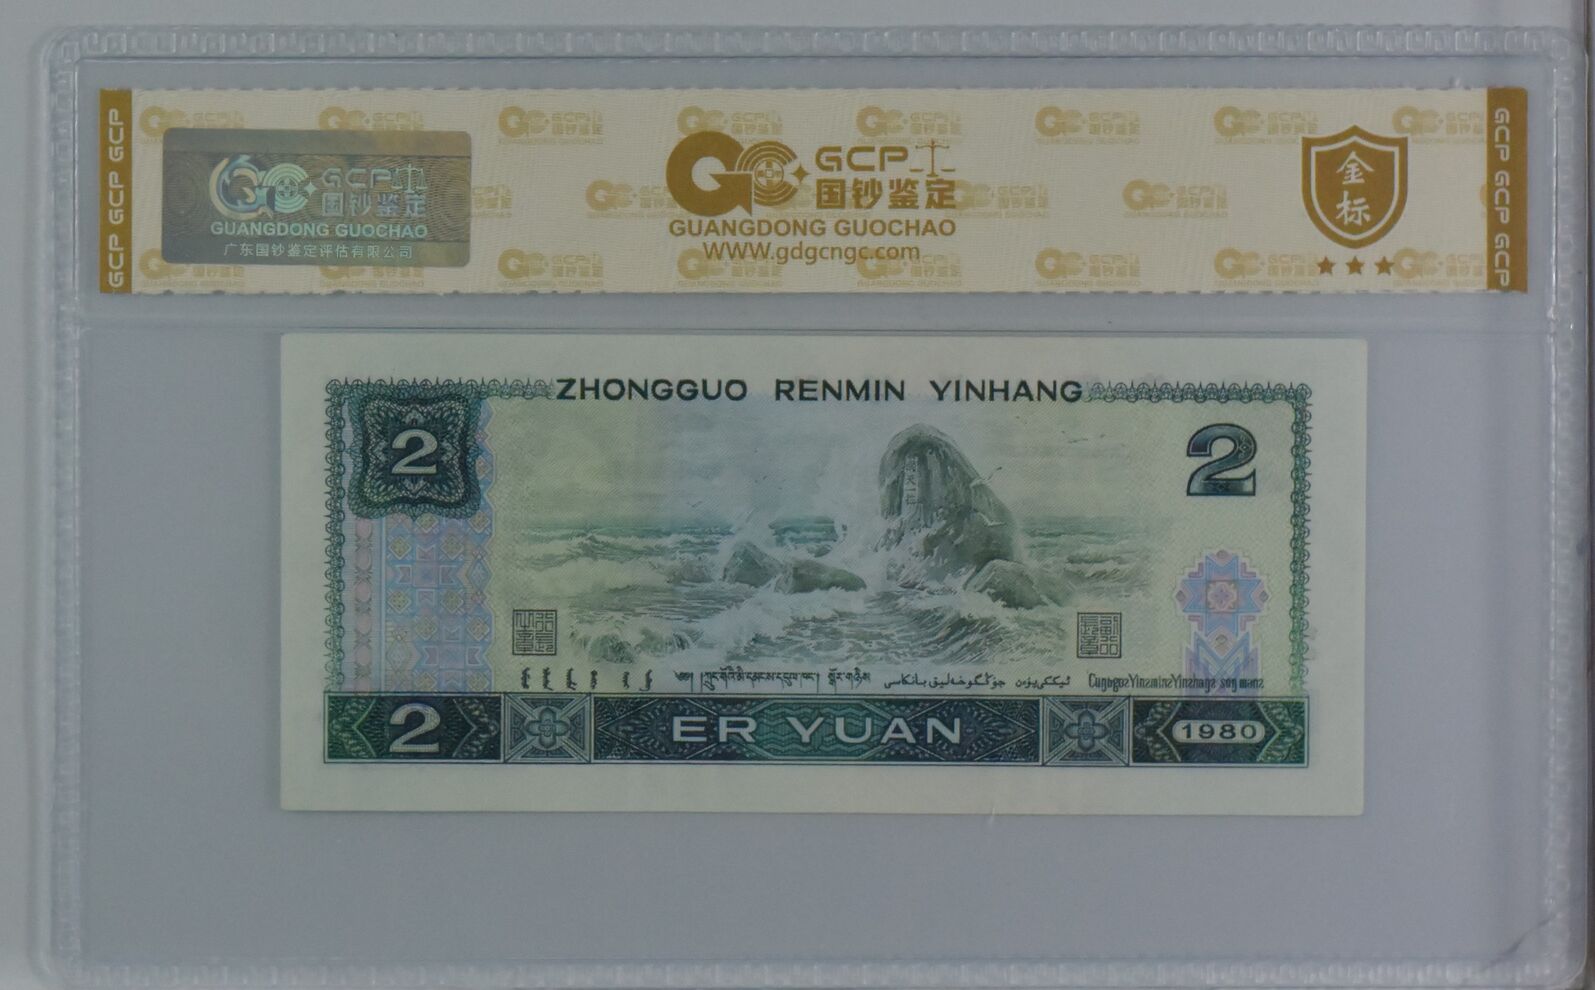 GCP GCP GCP
GCP
国钞鉴定
GUANGDONG GUOCHAO
广东国钞鉴定评估有限公司
GCP
国钞鉴定
GUANGDONG GUOCHAO
WWW.gdgcngc.com
金标
GCP GCP GCP
ZHONGGUO RENMIN YINHANG
2
2
2
ER YUAN
1980